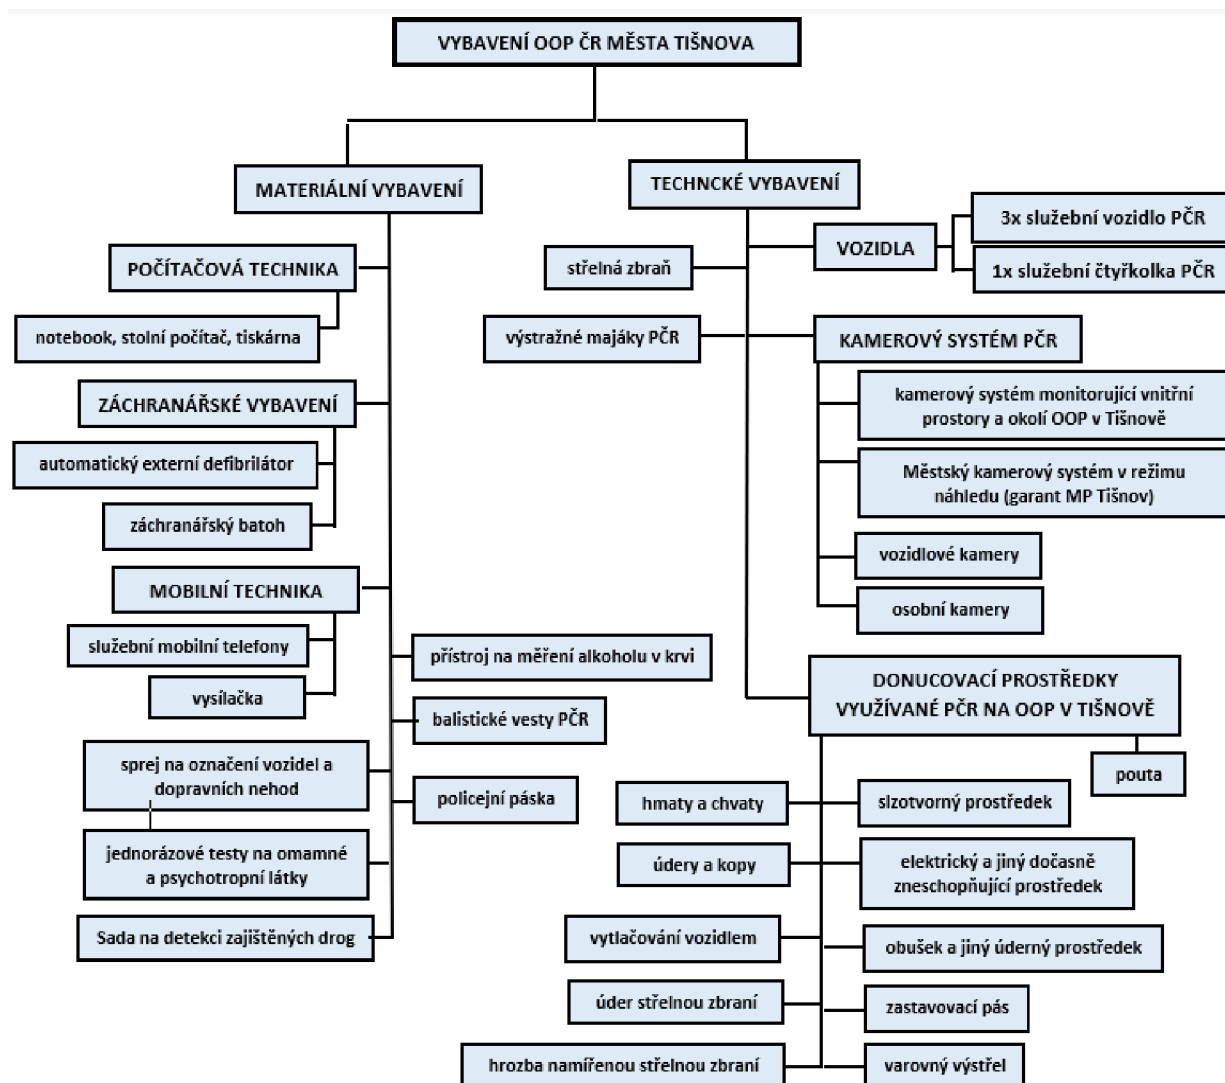 VYBAVENÍ OOP ČR MĚSTA TIŠNOVA
MATERIÁLNÍ VYBAVENÍ
POČÍTAČOVÁ TECHNIKA
notebook, stolní počítač, tiskárna
ZÁCHRANÁŘSKÉ VYBAVENÍ
automatický externí defibrilátor
záchranářský batoh
MOBILNÍ TECHNIKA
služební mobilní telefony
vysílačka
sprej na označení vozidel a
dopravních nehod
jednorázové testy na omamné
a psychotropní látky
Sada na detekci zajištěných drog
přístroj na měření alkoholu v krvi
balistické vesty PČR
policejní páska
TECHNCKÉ VYBAVENÍ
střelná zbraň
výstražné majáky PČR
VOZIDLA
3x služební vozidlo PČR
1x služební čtyřkolka PČR
KAMEROVÝ SYSTÉM PČR
kamerový systém monitorující vnitřní
prostory a okolí OOP v Tišnově
Městský kamerový systém v režimu
náhledu (garant MP Tišnov)
vozidlové kamery
osobní kamery
DONUCOVACÍ PROSTŘEDKY
VYUŽÍVANÉ PČR NA OOP V TIŠNOVĚ
pouta
hmaty a chvaty
slzotvorný prostředek
údery a kopy
elektrický a jiný dočasně
zneschopňující prostředek
vytlačování vozidlem
obušek a jiný úderný prostředek
úder střelnou zbraní
zastavovací pás
hrozba namířenou střelnou zbraní
varovný výstřel